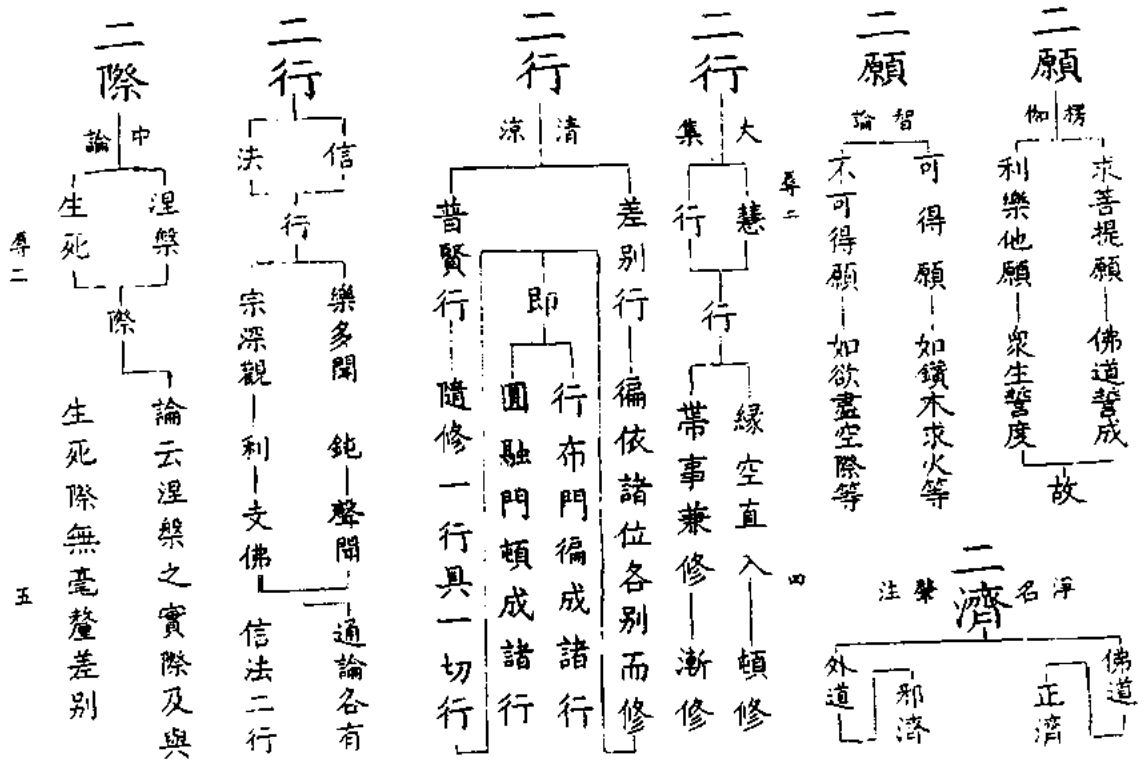 二願
楞伽
求菩提願
佛道誓成
利樂他願
衆生誓度
故
二願
智論
可得願
如鑽木求火等
不可得願
如欲盡空際等
二濟
淨名
肇注
佛道
正濟
外道
邪濟
辱二
四
二行
大集
慧
行
行
緣空直入
頓修
帶事兼修
漸修
二行
清涼
差別行
徧依諸位各別而修
普賢行
隨修一行具一切行
即
行布門徧成諸行
圓融門頓成諸行
二行
信
法
行
樂多聞
鈍
聲聞
宗深觀
利
支佛
通論各有
信法二行
二際
中論
涅槃
生死
際
論云涅槃之實際及與
生死際無毫釐差別
辱二
五